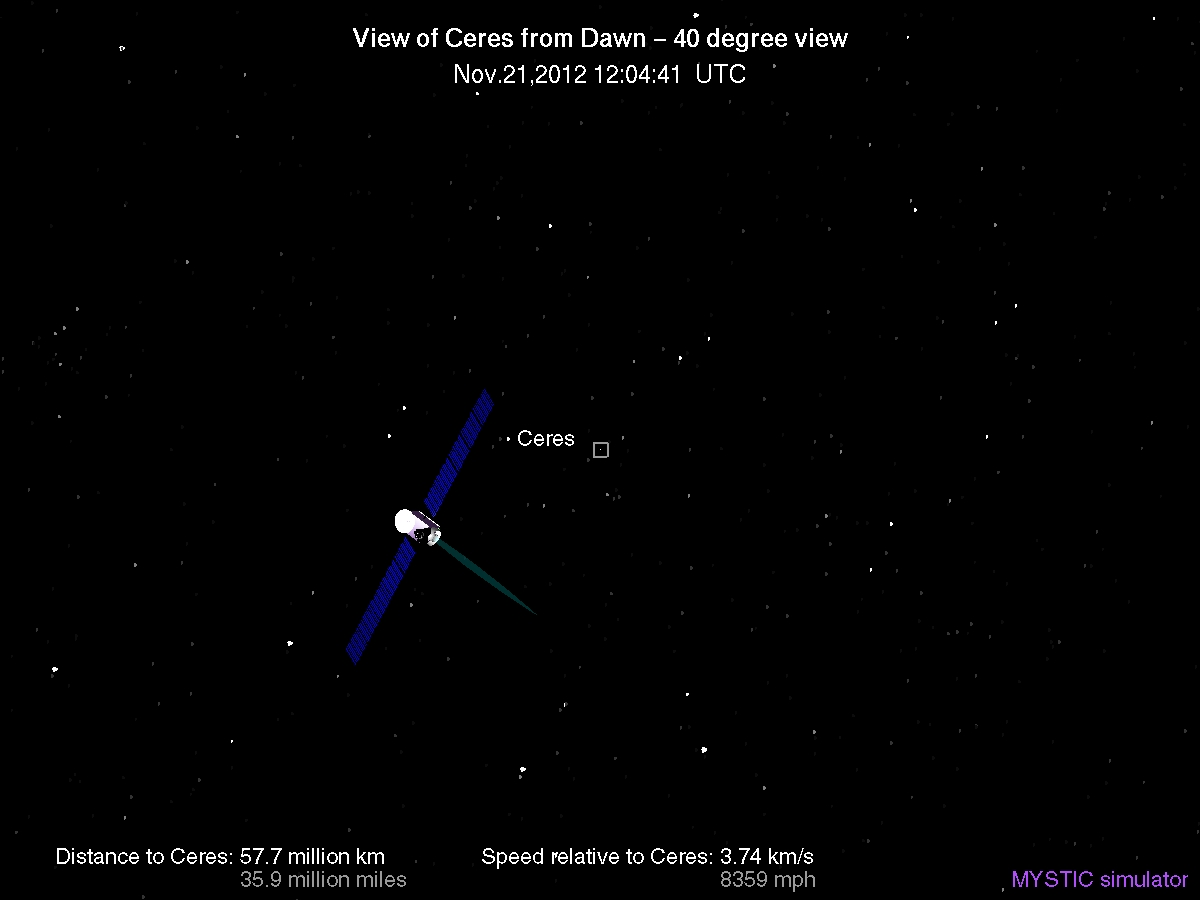 View of Ceres from Dawn – 40 degree view
Nov.21,2012 12:04:41 UTC
Ceres
Distance to Ceres: 57.7 million km
35.9 million miles
Speed relative to Ceres: 3.74 km/s
8359 mph
MYSTIC simulator